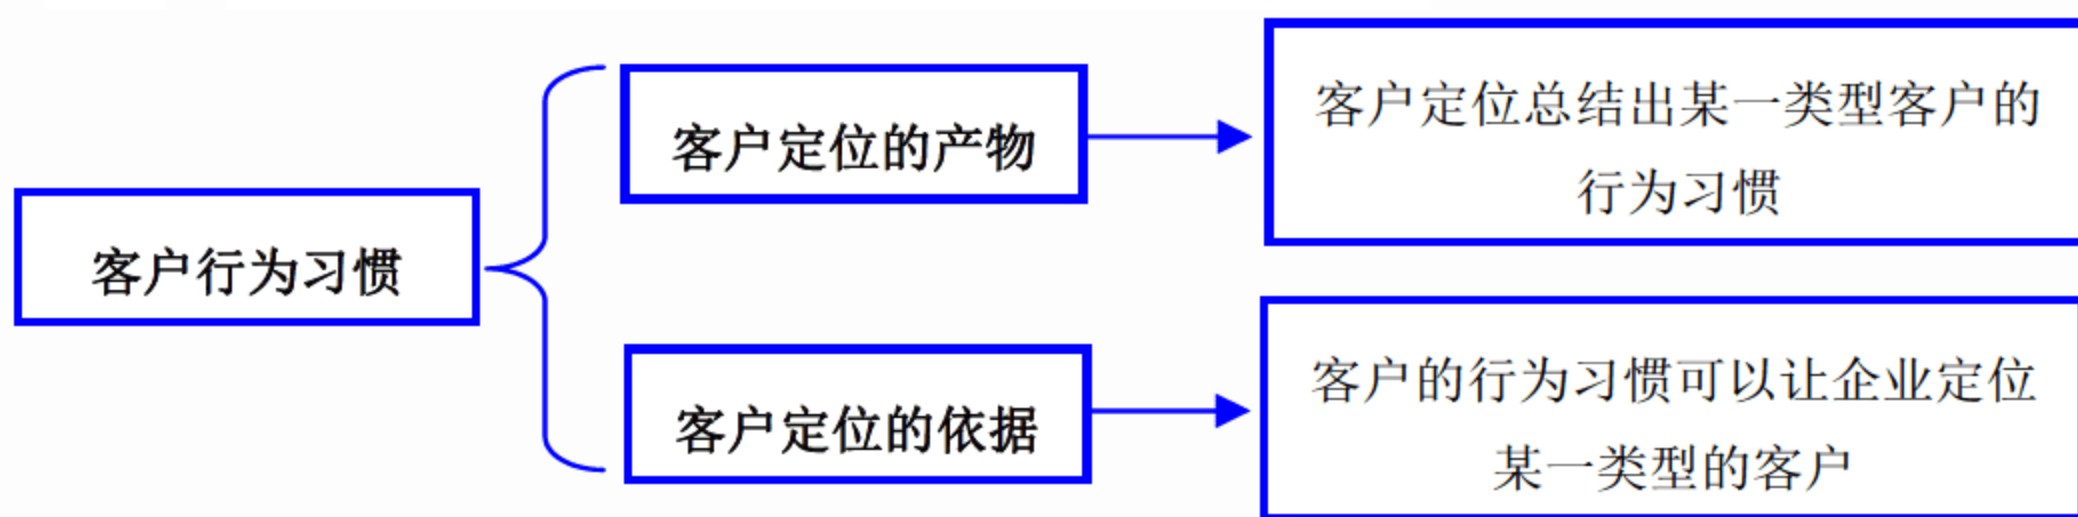 客户行为习惯
客户定位的产物
客户定位总结出某一类型客户的
行为习惯
客户定位的依据
客户的行为习惯可以让企业定位
某一类型的客户